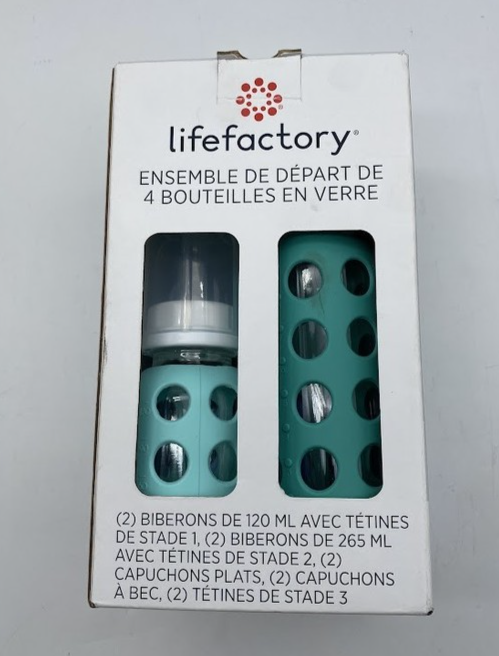 lifefactory®
ENSEMBLE DE DÉPART DE
4 BOUTEILLES EN VERRE
(2) BIBERONS DE 120 ML AVEC TÉTINES
DE STADE 1, (2) BIBERONS DE 265 ML
AVEC TÉTINES DE STADE 2, (2)
CAPUCHONS PLATS, (2) CAPUCHONS
À BEC, (2) TÉTINES DE STADE 3